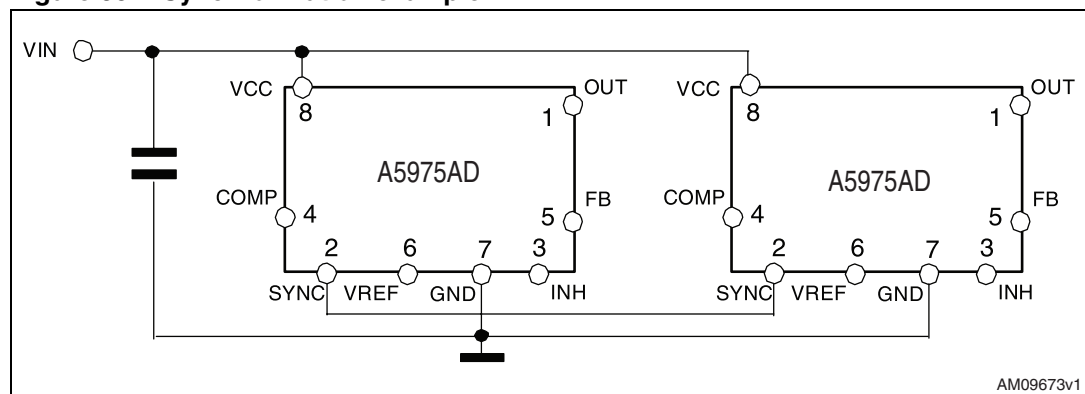 VIN
VCC
8
OUT
1
A5975AD
COMP
4
FB
5
2
6
7
3
SYNC
VREF
GND
INH
VCC
8
OUT
1
A5975AD
COMP
4
FB
5
2
6
7
3
SYNC
VREF
GND
INH
AM09673v1